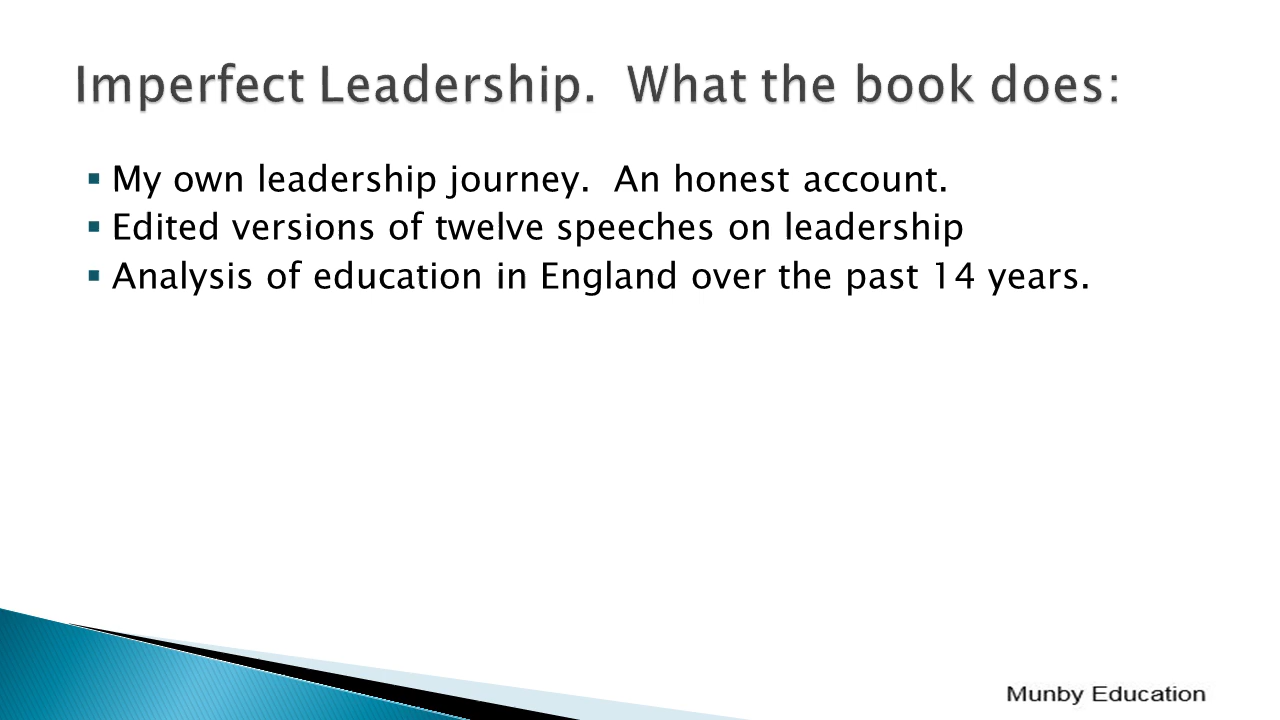 Imperfect Leadership.  What the book does:
▪ My own leadership journey.  An honest account.
▪ Edited versions of twelve speeches on leadership
▪ Analysis of education in England over the past 14 years.
Munby Education